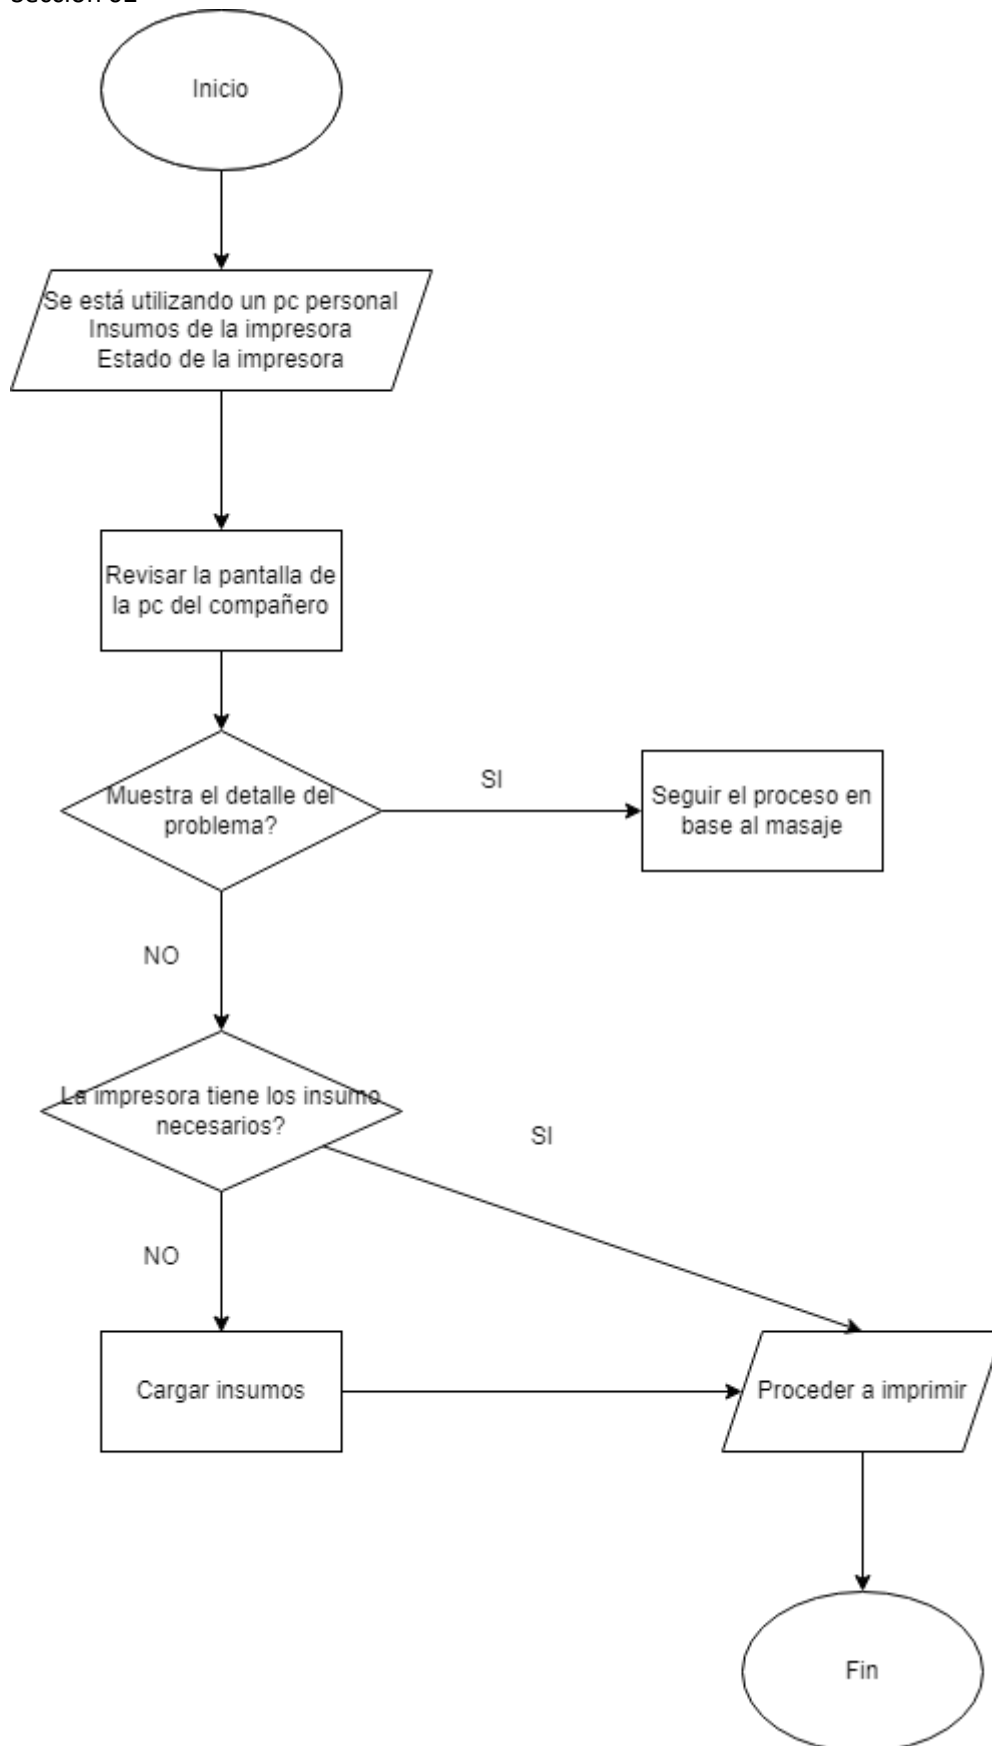 Inicio
Se está utilizando un pc personal
Insumos de la impresora
Estado de la impresora
Revisar la pantalla de
la pc del compañero
Muestra el detalle del
problema?
SI
Seguir el proceso en
base al masaje
NO
La impresora tiene los insumo
necesarios?
SI
NO
Cargar insumos
Proceder a imprimir
Fin